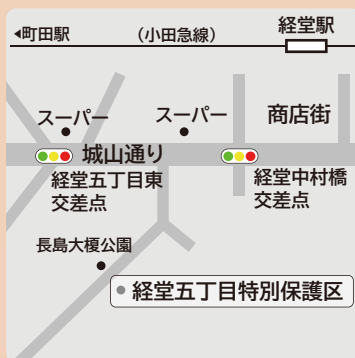 ◀町田駅
（小田急線）
経堂駅
スーパー
スーパー
商店街
城山通り
経堂五丁目東
交差点
経堂中村橋
交差点
長島大榎公園
経堂五丁目特別保護区